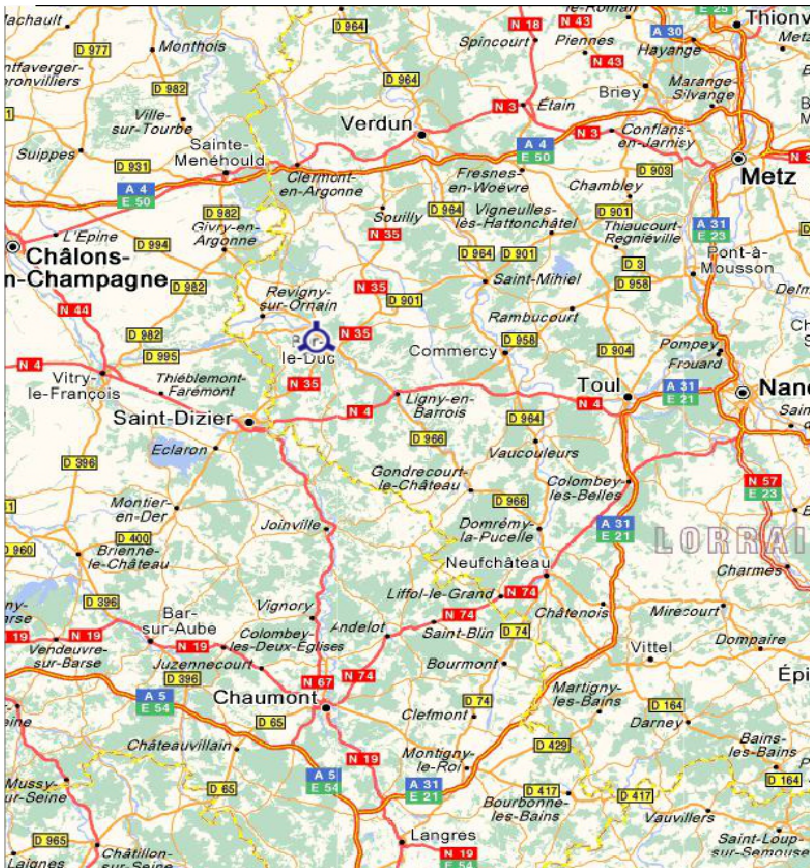 D 964
N 18
N 43
E 25
Thionv
D 977
Monthois
Spincourt
Piennes
A 30
Hayange
N 43
D 964
D 982
Briey
Marange-
Silvange
Ville-
sur-Tourbe
N 3
Étain
Verdun
Sainte-
Menéhould
A 4
E 50
N 3
Conflans-
en-Jarnisy
Suippes
D 931
A 4
E 50
Clermont-
en-Argonne
Fresnes-
en-Woëvre
D 903
Metz
Chambley
D 982
Souilly
D 964
Vigneulles-
lès-Hattonchâtel
D 901
A 31
E 23
L'Épine
D 994
Givry-en-
Argonne
N 35
D 964
D 901
Thiaucourt-
Regniéville
D 3
Pont-à-
Mousson
Châlons-
n-Champagne
D 982
N 35
D 901
Saint-Mihiel
D 958
Revigny-
sur-Ornain
Rambucourt
N 44
D 982
N 35
D 958
D 904
Pompey
Frouard
N 4
D 995
le-Duc
Commercy
Vitry-
le-François
Thiéblemont-
Farémont
N 35
Toul
A 31
E 21
Nanc
Saint-Dizier
N 4
Ligny-en-
Barrois
N 4
D 964
D 966
Eclaron
Vaucouleurs
D 396
Gondrecourt-
le-Château
Colombey-
les-Belles
N 57
E 23
Montier-
en-Der
D 966
D 400
Joinville
Domrémy-
la-Pucelle
A 31
E 21
LORRAI
D 960
Brienne-
le-Château
Neufchâteau
Charmes
D 396
Liffol-le-Grand
N 74
Châtenois
Mirecourt
Vignory
N 74
N 19
N 19
Bar-
sur-Aube
N 19
Colombey-
les-Deux-Églises
Andelot
Saint-Blin
D 74
Dompaire
Vendeuvre-
sur-Barse
Vittel
Juzennecourt
D 396
N 67
N 74
Bourmont
Épi
A 5
E 54
Chaumont
Martigny-
les-Bains
D 74
D 164
D 65
Clefmont
Darney
Châteauvillain
N 19
Montigny-
le-Roi
D 429
Bains-
les-Bains
A 5
E 54
A 31
E 21
D 164
Mussy-
ur-Seine
D 65
Bourbonne-
les-Bains
D 417
D 417
Vauvillers
D 965
Langres
Saint-Loup-
sur-Semouse
Laignes
Châtillon-
sur-Seine
N 19
E 54